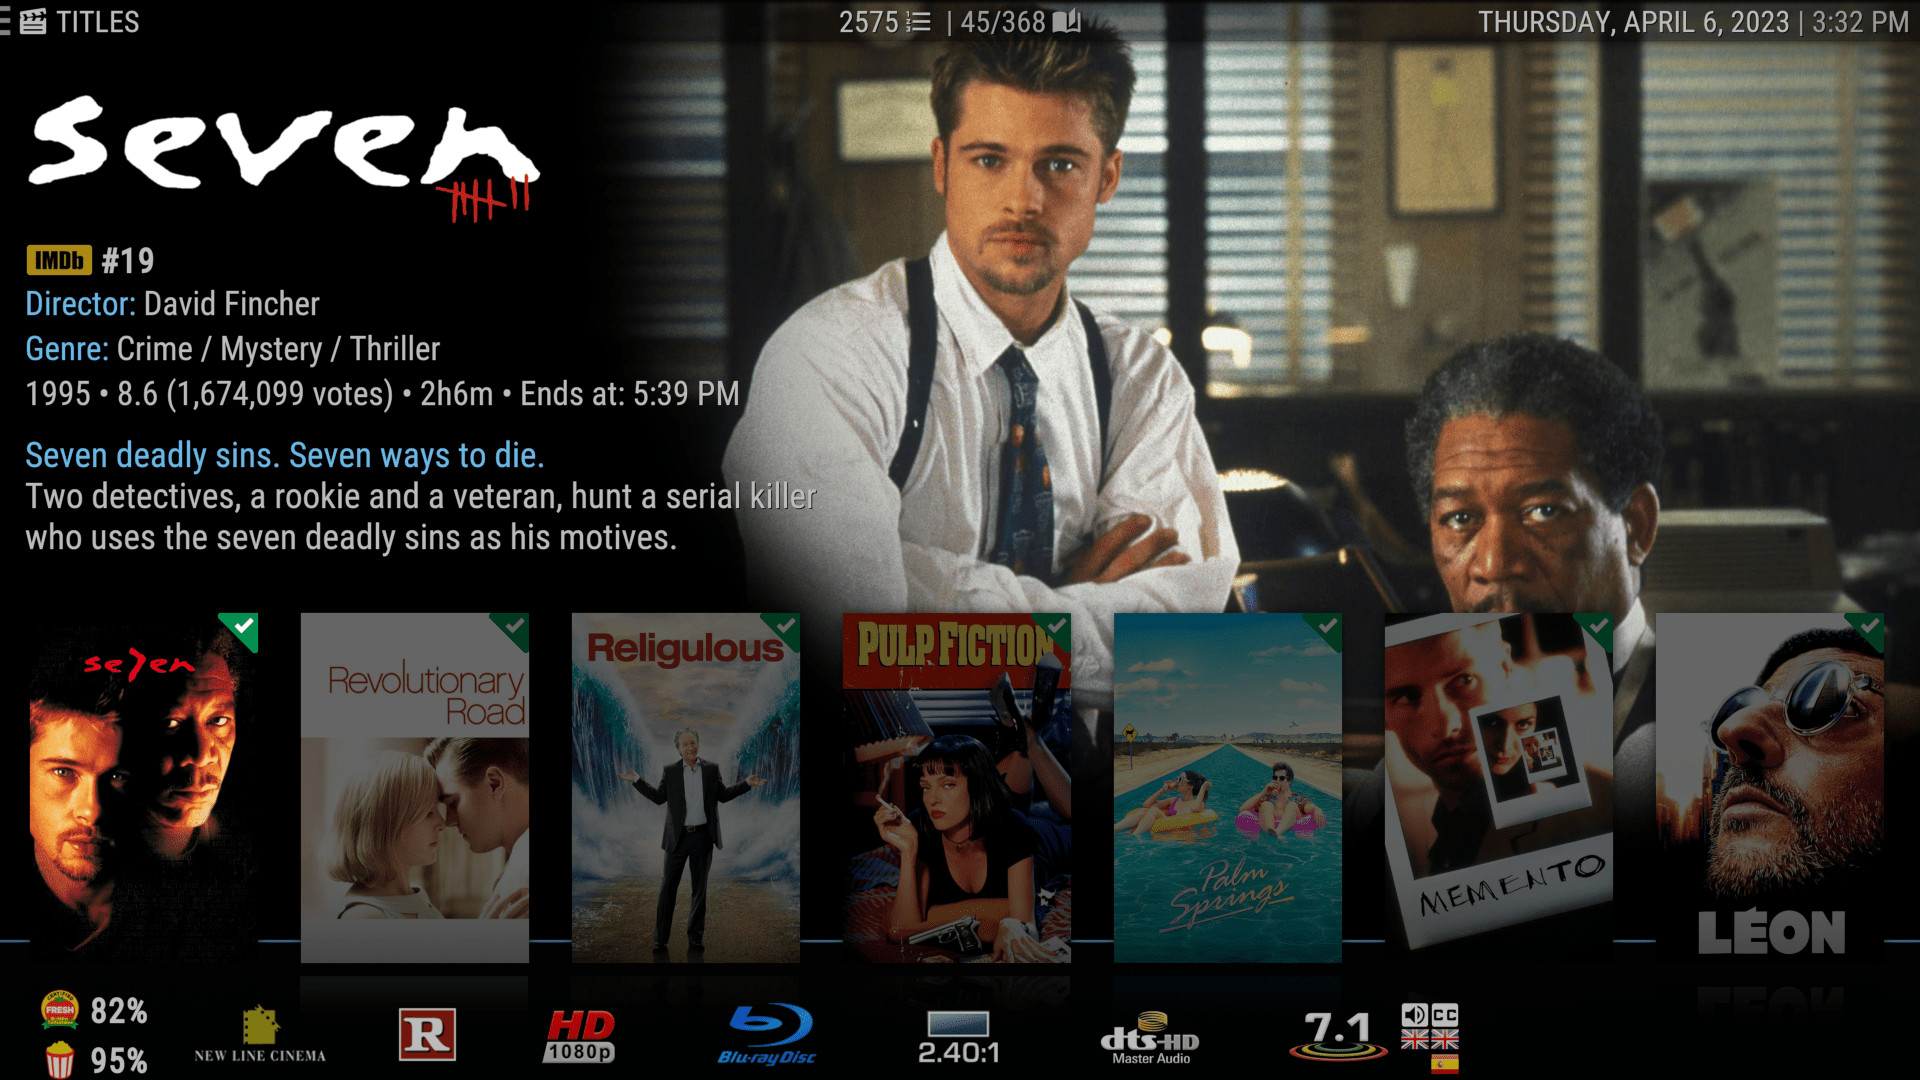 TITLES
2575 | 45/368
THURSDAY, APRIL 6, 2023 | 3:32 PM
seven
IMDb #19
Director: David Fincher
Genre: Crime / Mystery / Thriller
1995 • 8.6 (1,674,099 votes) • 2h6m • Ends at: 5:39 PM
Seven deadly sins. Seven ways to die.
Two detectives, a rookie and a veteran, hunt a serial killer
who uses the seven deadly sins as his motives.
se7en
Revolutionary
Road
Religulous
PULP FICTION
Palm
Springs
MEMENTO
LÉON
CERTIFIED
FRESH
82%
95%
NEW LINE CINEMA
R
HD
1080p
Blu-ray Disc
2.40:1
dts-HD
Master Audio
7.1
CC